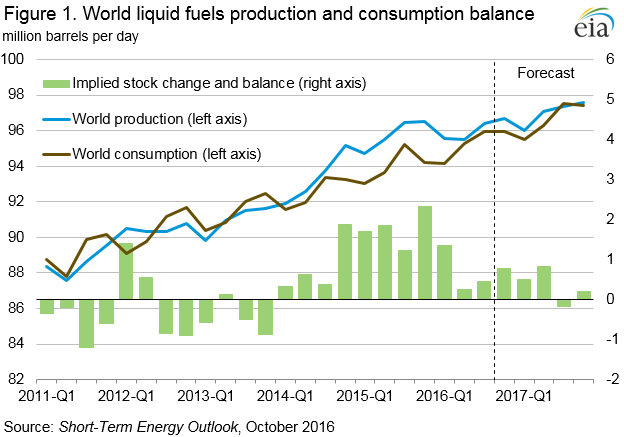 Figure 1. World liquid fuels production and consumption balance
million barrels per day
eia
100
98
96
94
92
90
88
86
84
82
6
5
4
3
2
1
0
-1
-2
Forecast
Implied stock change and balance (right axis)
World production (left axis)
World consumption (left axis)
2011-Q1 2012-Q1 2013-Q1 2014-Q1 2015-Q1 2016-Q1 2017-Q1
Source: Short-Term Energy Outlook, October 2016